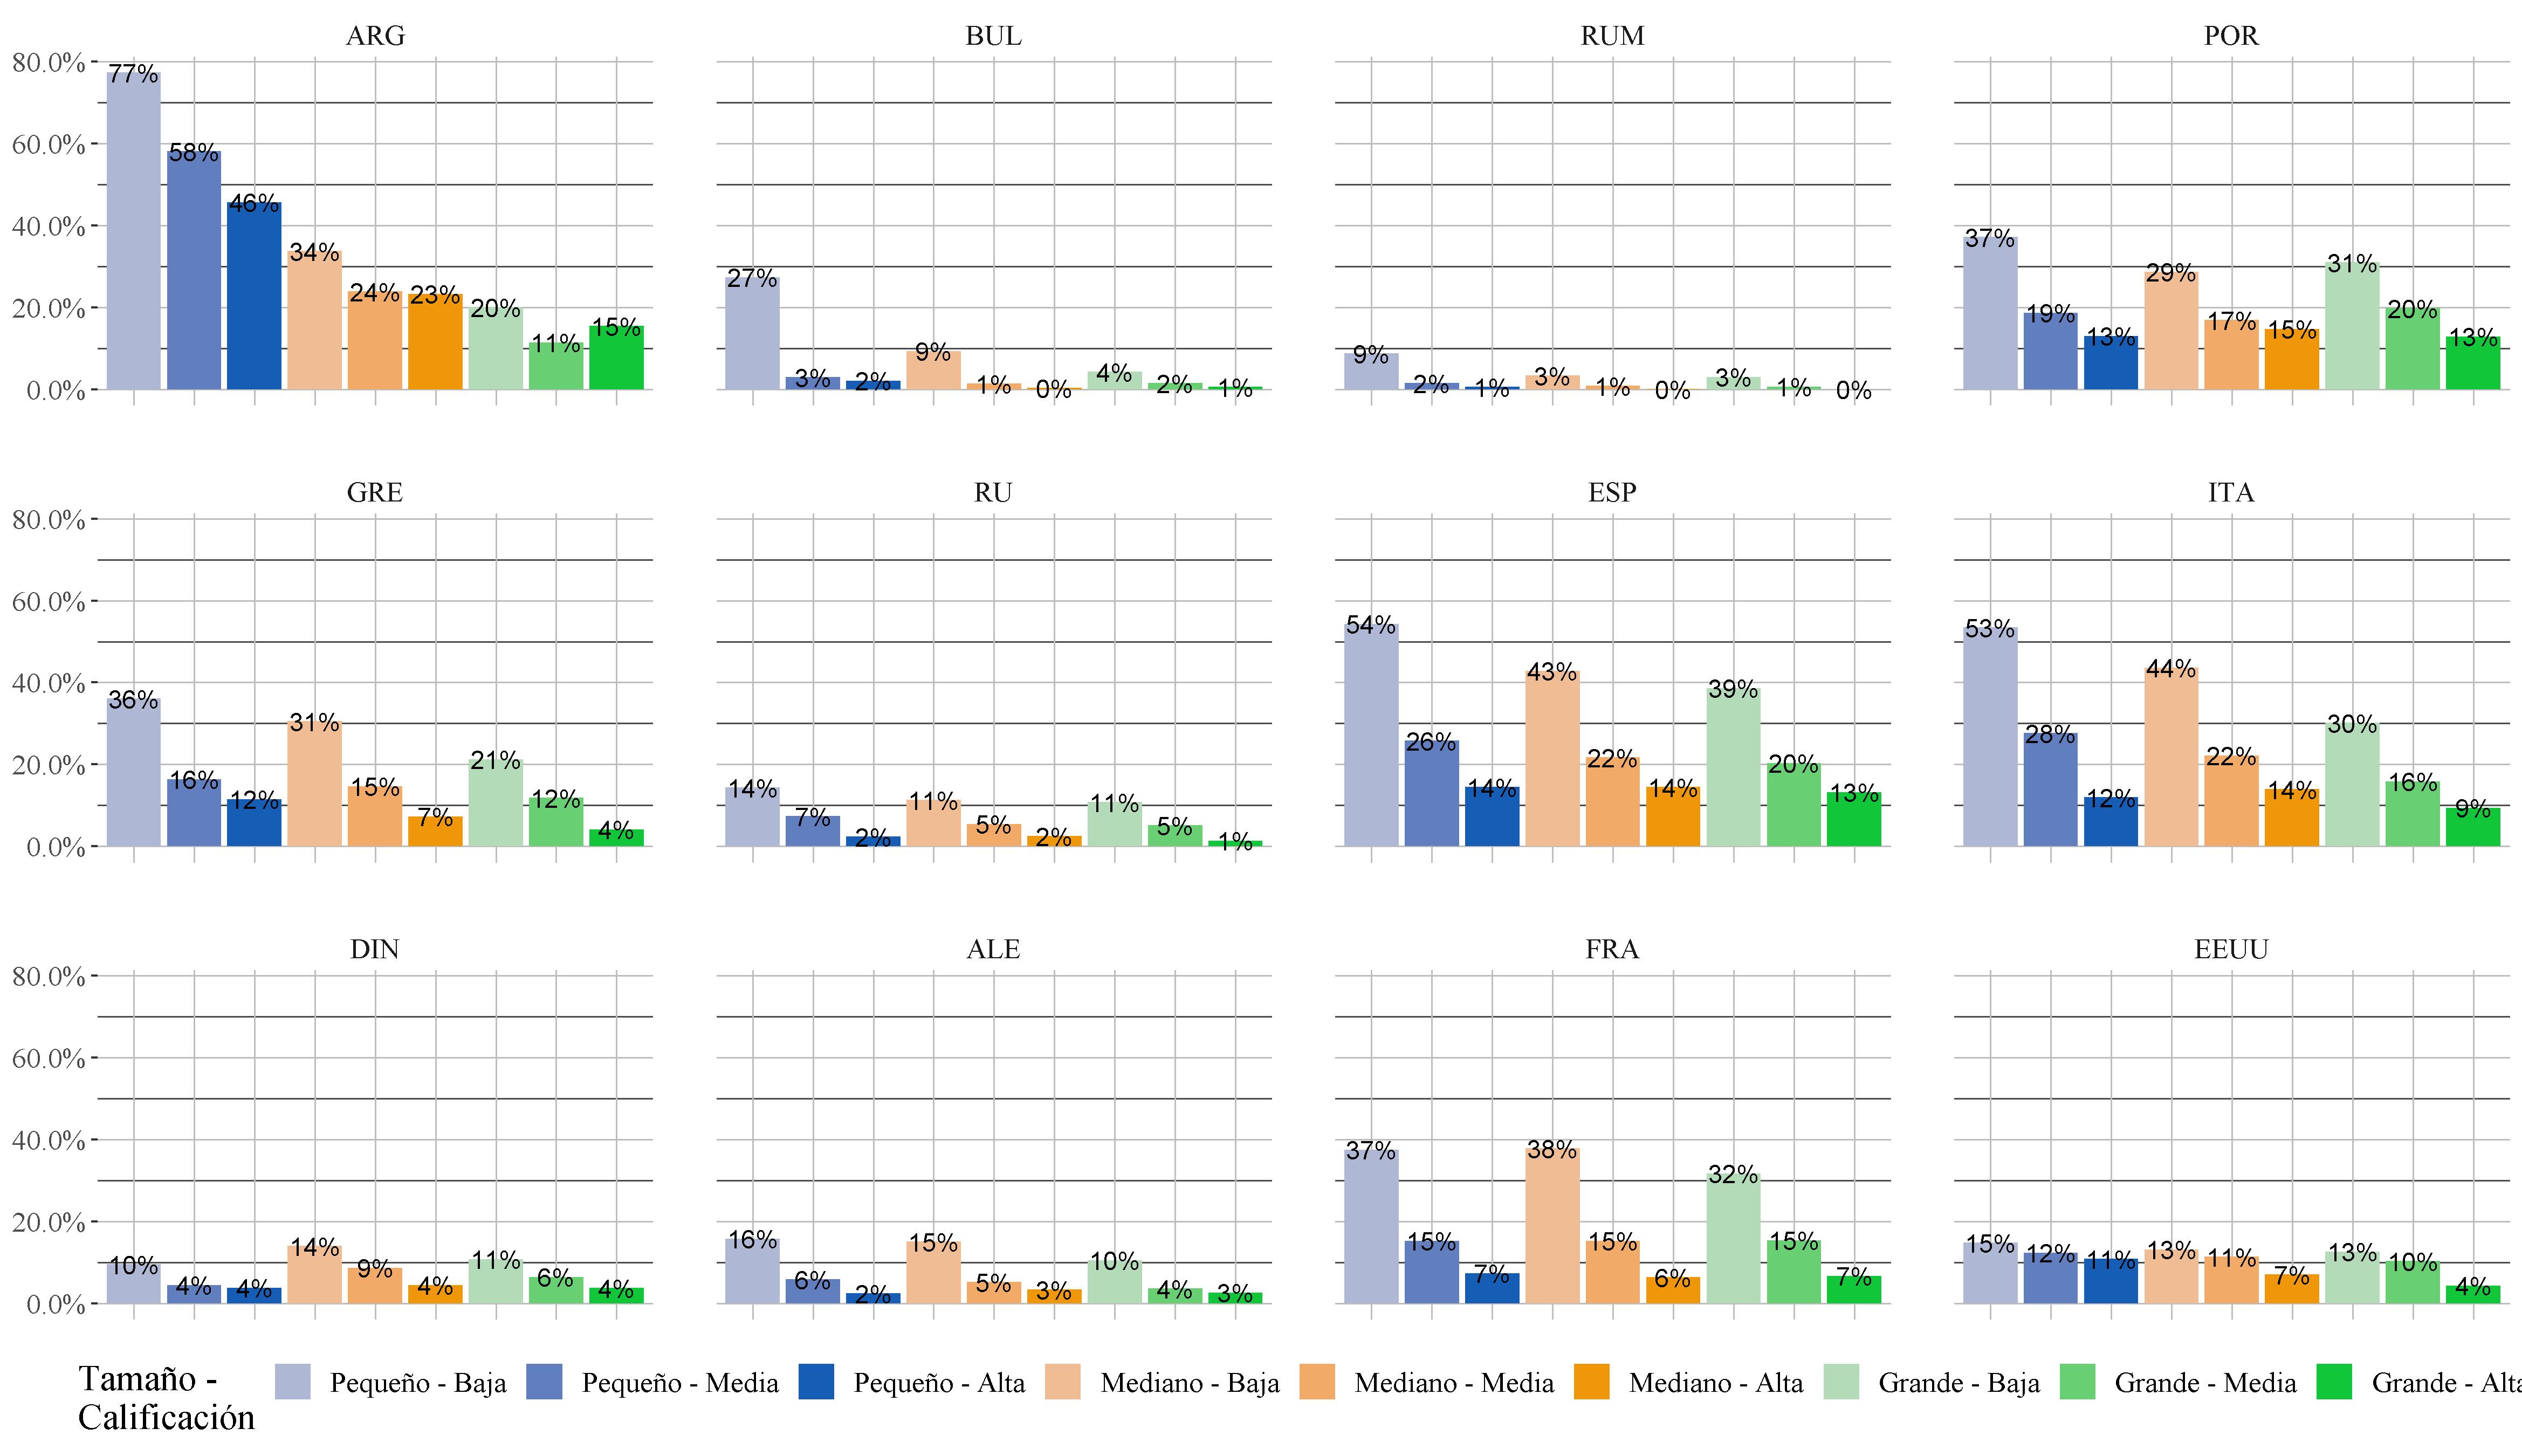 ARG BUL RUM POR
80.0%
60.0%
40.0%
20.0%
0.0%
77% 58% 46% 34% 24% 23% 20% 11% 15%
27% 3% 2% 9% 1% 0% 4% 2% 1%
9% 2% 1% 3% 1% 0% 3% 1% 0%
37% 19% 13% 29% 17% 15% 31% 20% 13%
GRE RU ESP ITA
80.0%
60.0%
40.0%
20.0%
0.0%
36% 16% 12% 31% 15% 7% 21% 12% 4%
14% 7% 2% 11% 5% 2% 11% 5% 1%
54% 26% 14% 43% 22% 14% 39% 20% 13%
53% 28% 12% 44% 22% 14% 30% 16% 9%
DIN ALE FRA EEUU
80.0%
60.0%
40.0%
20.0%
0.0%
10% 4% 4% 14% 9% 4% 11% 6% 4%
16% 6% 2% 15% 5% 3% 10% 4% 3%
37% 15% 7% 38% 15% 6% 32% 15% 7%
15% 12% 11% 13% 11% 7% 13% 10% 4%
Tamaño -
Calificación
Pequeño - Baja Pequeño - Media Pequeño - Alta Mediano - Baja Mediano - Media Mediano - Alta Grande - Baja Grande - Media Grande - Alta